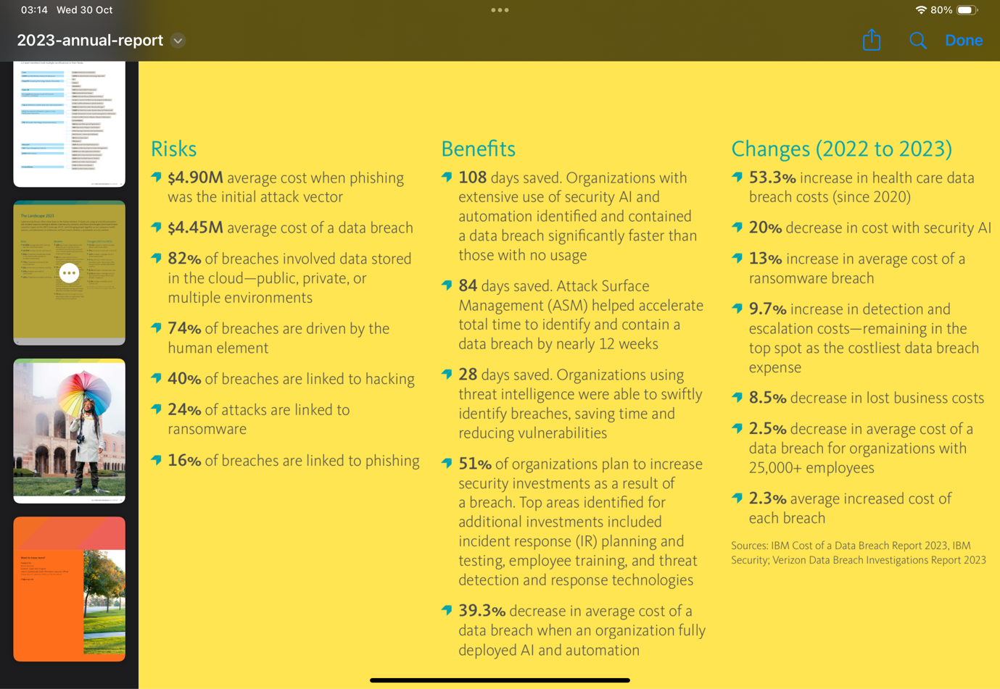 03:14 Wed 30 Oct
80%
2023-annual-report
Done
The Landscape 2023
Risks
$4.90M average cost when phishing
was the initial attack vector
$4.45M average cost of a data breach
82% of breaches involved data stored
in the cloud—public, private, or
multiple environments
74% of breaches are driven by the
human element
40% of breaches are linked to hacking
24% of attacks are linked to
ransomware
16% of breaches are linked to phishing
Benefits
108 days saved. Organizations with
extensive use of security AI and
automation identified and contained
a data breach significantly faster than
those with no usage
84 days saved. Attack Surface
Management (ASM) helped accelerate
total time to identify and contain a
data breach by nearly 12 weeks
28 days saved. Organizations using
threat intelligence were able to swiftly
identify breaches, saving time and
reducing vulnerabilities
51% of organizations plan to increase
security investments as a result of
a breach. Top areas identified for
additional investments included
incident response (IR) planning and
testing, employee training, and threat
detection and response technologies
39.3% decrease in average cost of a
data breach when an organization fully
deployed AI and automation
Changes (2022 to 2023)
53.3% increase in health care data
breach costs (since 2020)
20% decrease in cost with security AI
13% increase in average cost of a
ransomware breach
9.7% increase in detection and
escalation costs—remaining in the
top spot as the costliest data breach
expense
8.5% decrease in lost business costs
2.5% decrease in average cost of a
data breach for organizations with
25,000+ employees
2.3% average increased cost of
each breach
Sources: IBM Cost of a Data Breach Report 2023, IBM
Security; Verizon Data Breach Investigations Report 2023